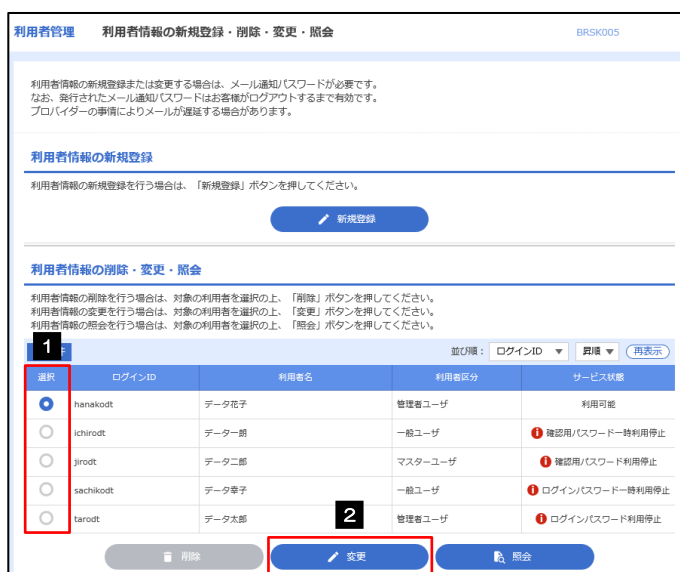 利用者管理 利用者情報の新規登録・削除・変更・照会 BRSK005
利用者情報の新規登録または変更する場合は、メール通知パスワードが必要です。
なお、発行されたメール通知パスワードはお客様がログアウトするまで有効です。
プロバイダーの事情によりメールが遅延する場合があります。
利用者情報の新規登録
利用者情報の新規登録を行う場合は、「新規登録」ボタンを押してください。
新規登録
利用者情報の削除・変更・照会
利用者情報の削除を行う場合は、対象の利用者を選択の上、「削除」ボタンを押してください。
利用者情報の変更を行う場合は、対象の利用者を選択の上、「変更」ボタンを押してください。
利用者情報の照会を行う場合は、対象の利用者を選択の上、「照会」ボタンを押してください。
1 並び順： ログインID ▼ 昇順 ▼ 再表示
選択 ログインID 利用者名 利用者区分 サービス状態
hanakodt データ花子 管理者ユーザ 利用可能
ichirodt データ一朗 一般ユーザ 確認用パスワード一時利用停止
jirodt データ二郎 マスターユーザ 確認用パスワード利用停止
sachikodt データ幸子 一般ユーザ ログインパスワード一時利用停止
tarodt データ太郎 管理者ユーザ ログインパスワード利用停止
2
削除 変更 照会